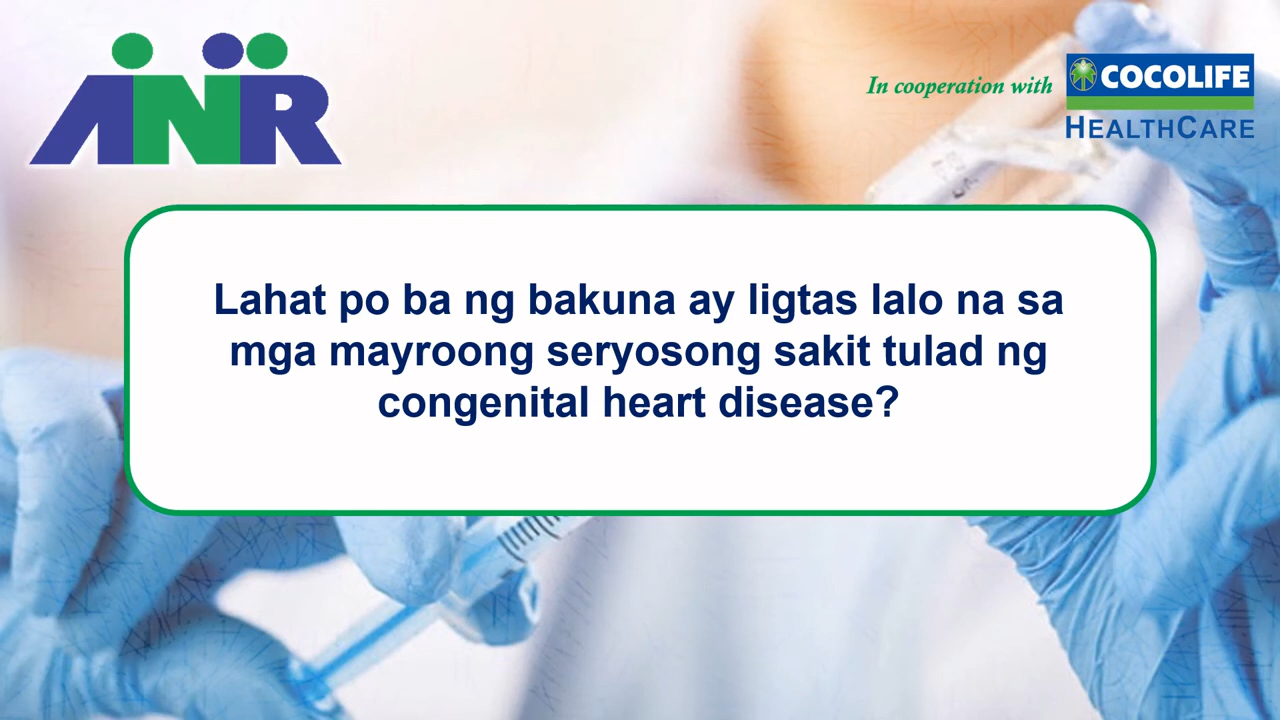 ANR
In cooperation with
COCOLIFE
HEALTHCARE
Lahat po ba ng bakuna ay ligtas lalo na sa
mga mayroong seryosong sakit tulad ng
congenital heart disease?